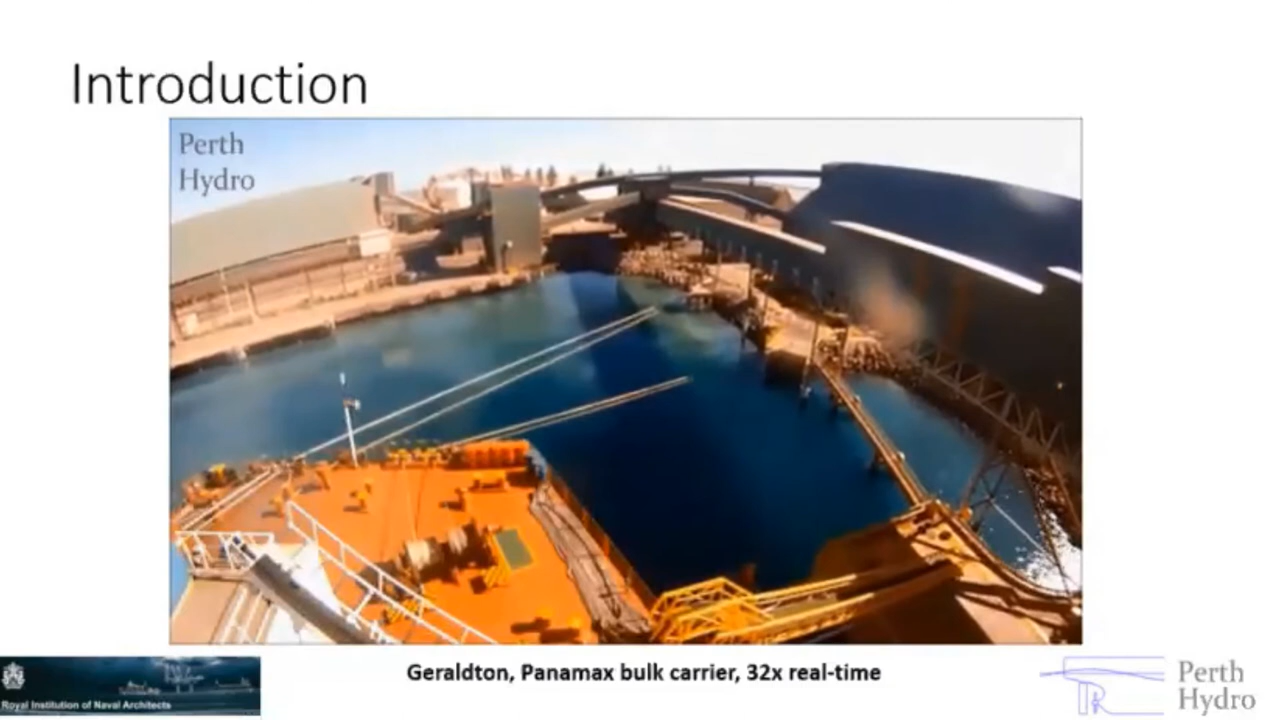 Introduction
Perth
Hydro
Geraldton, Panamax bulk carrier, 32x real-time
Royal Institution of Naval Architects
Perth
Hydro